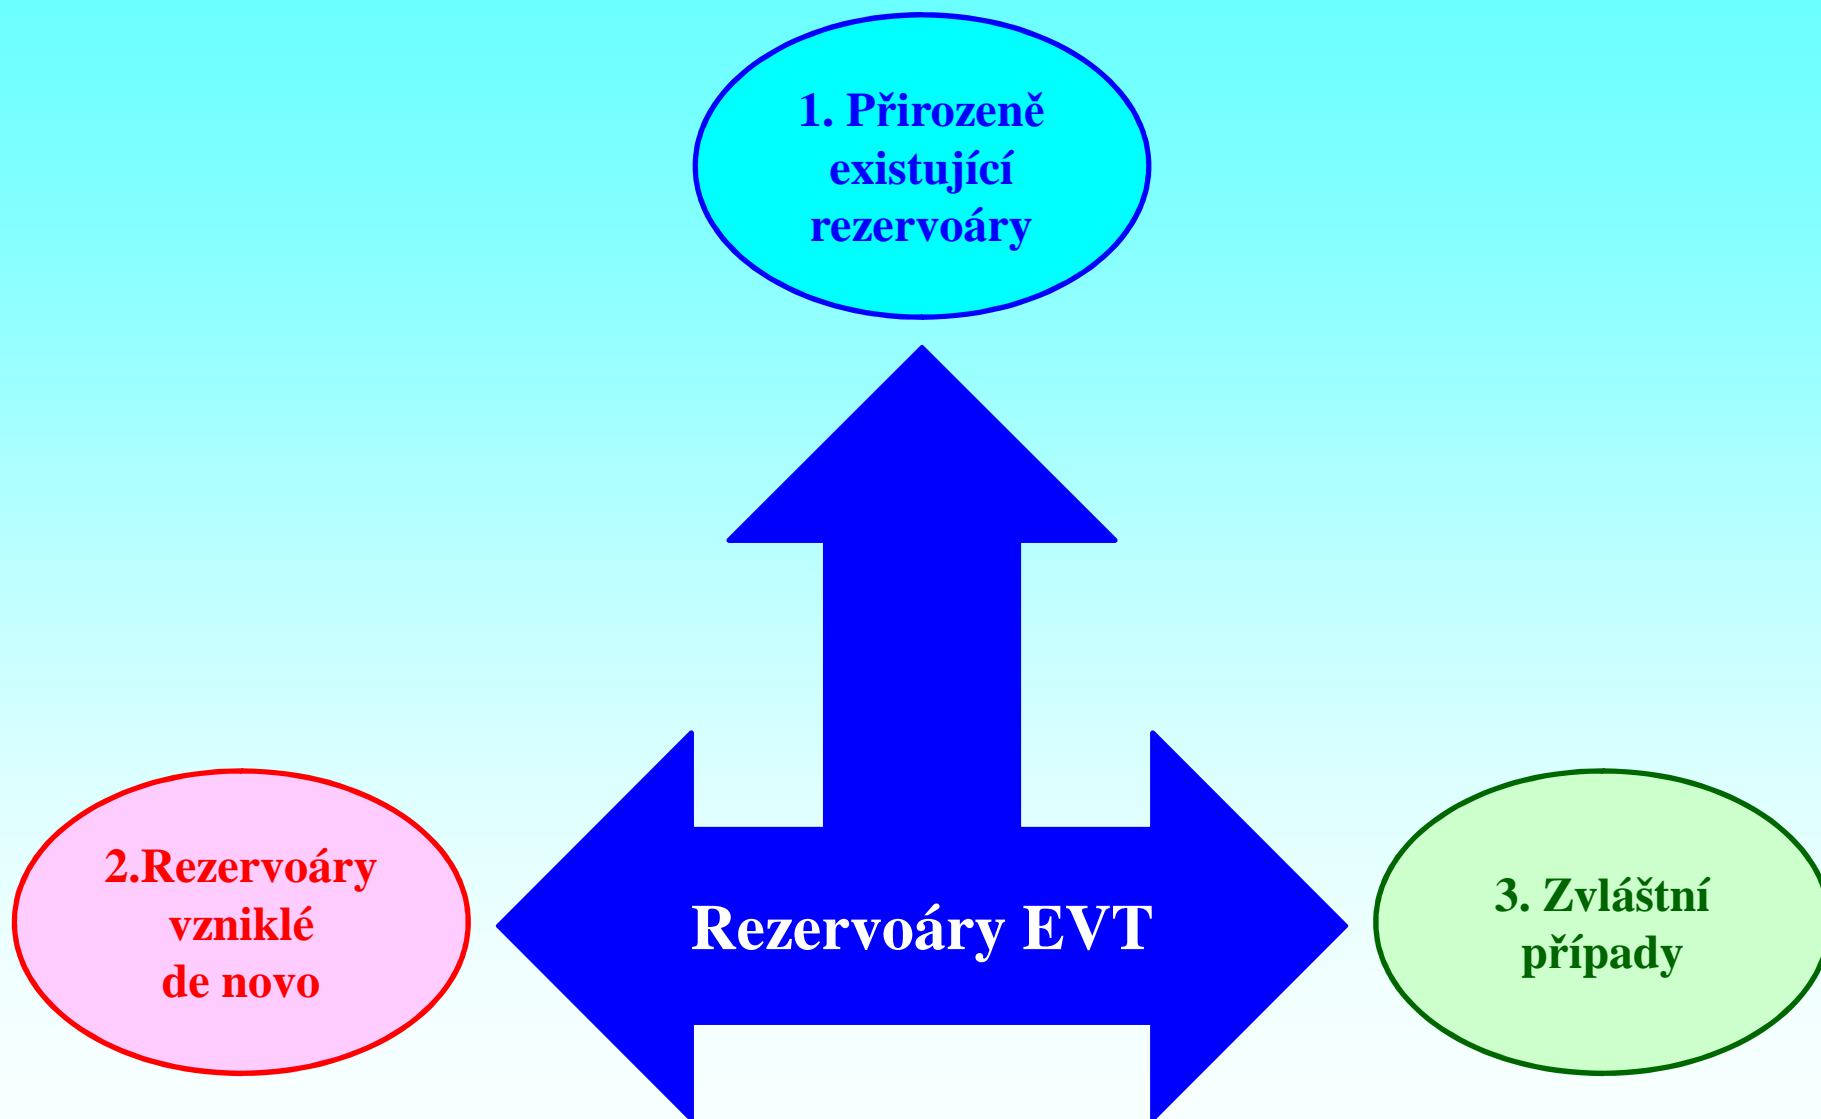 1. Přirozeně
existující
rezervoáry
2.Rezervoáry
vzniklé
de novo
Rezervoáry EVT
3. Zvláštní
případy